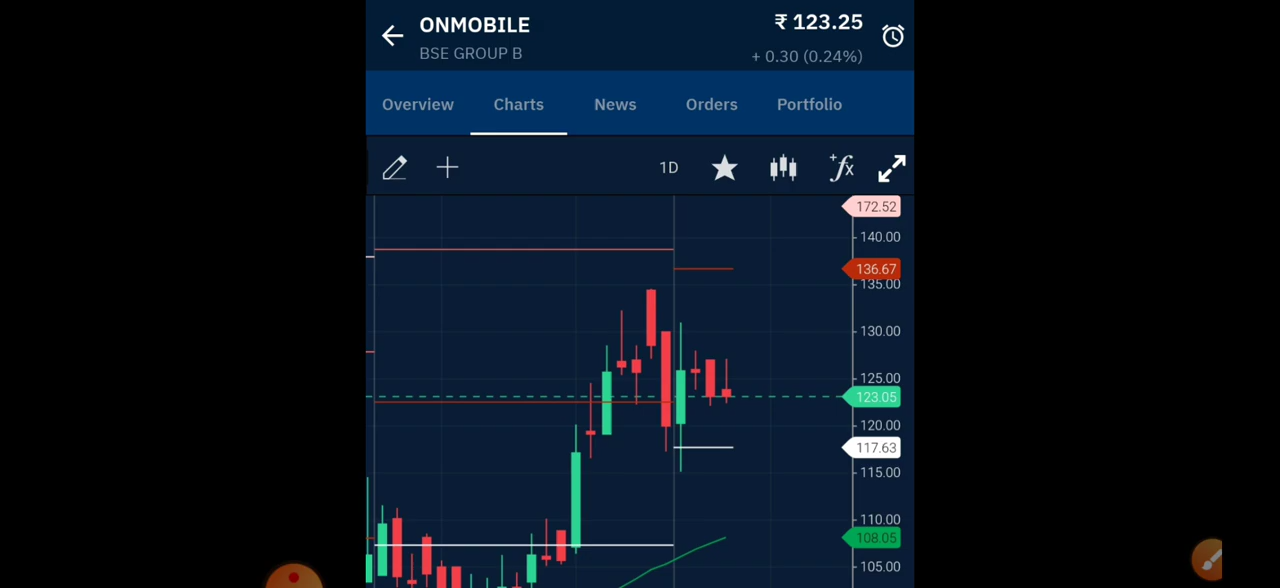 ONMOBILE
₹ 123.25
BSE GROUP B
+ 0.30 (0.24%)
Overview Charts News Orders Portfolio
1D
172.52
140.00
136.67
135.00
130.00
125.00
123.05
120.00
117.63
115.00
110.00
108.05
105.00